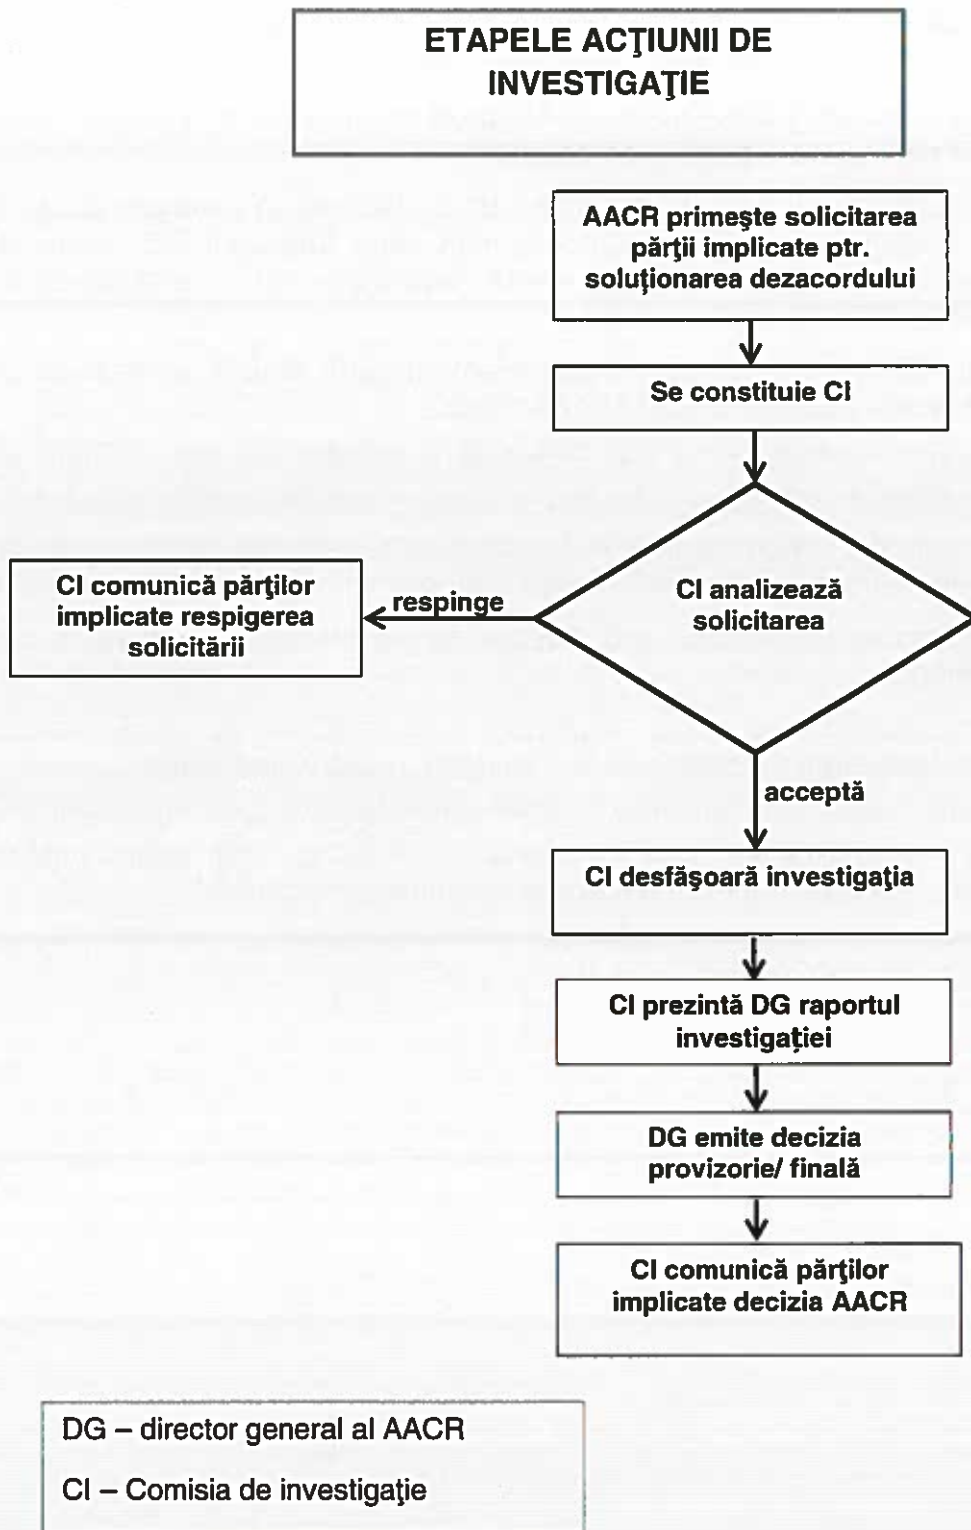 ETAPELE ACŢIUNII DE
INVESTIGAŢIE
AACR primeşte solicitarea
părţii implicate ptr.
soluţionarea dezacordului
Se constituie CI
CI analizează
solicitarea
respinge
CI comunică părţilor
implicate respigerea
solicitării
acceptă
CI desfăşoară investigaţia
CI prezintă DG raportul
investigaţiei
DG emite decizia
provizorie/ finală
CI comunică părţilor
implicate decizia AACR
DG – director general al AACR
CI – Comisia de investigaţie